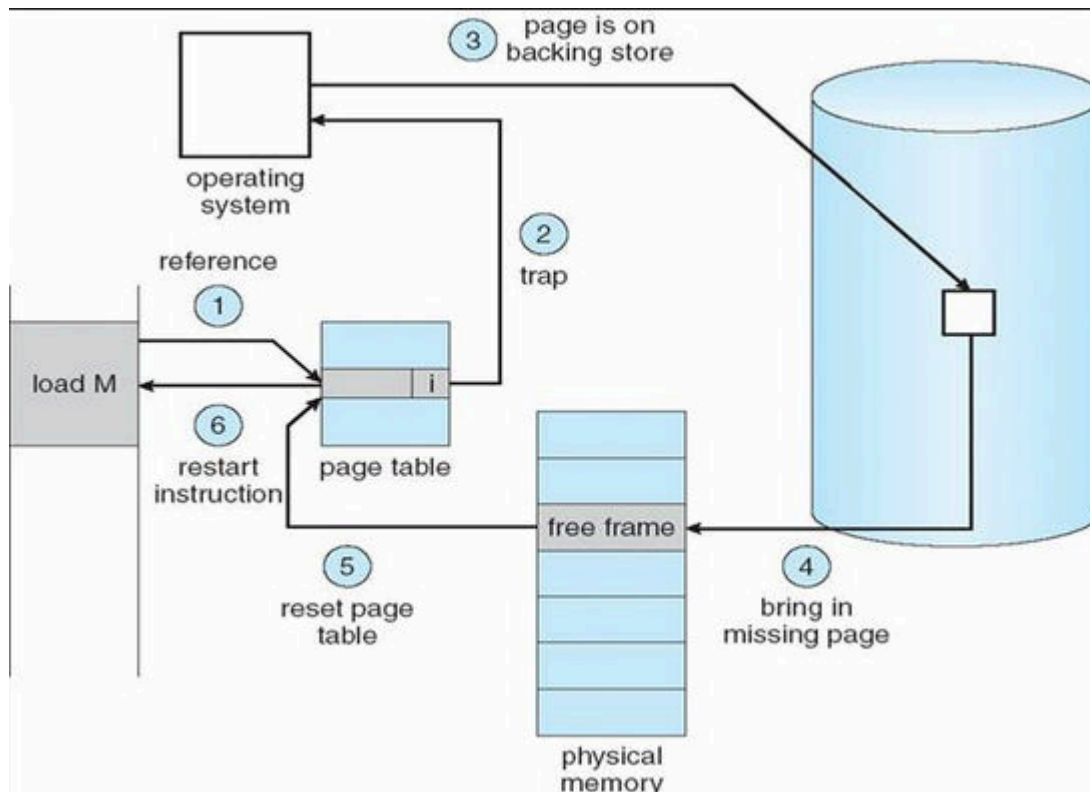 3
page is on
backing store
operating
system
2
trap
reference
1
load M
i
6
restart
instruction
page table
free frame
5
reset page
table
4
bring in
missing page
physical
memory